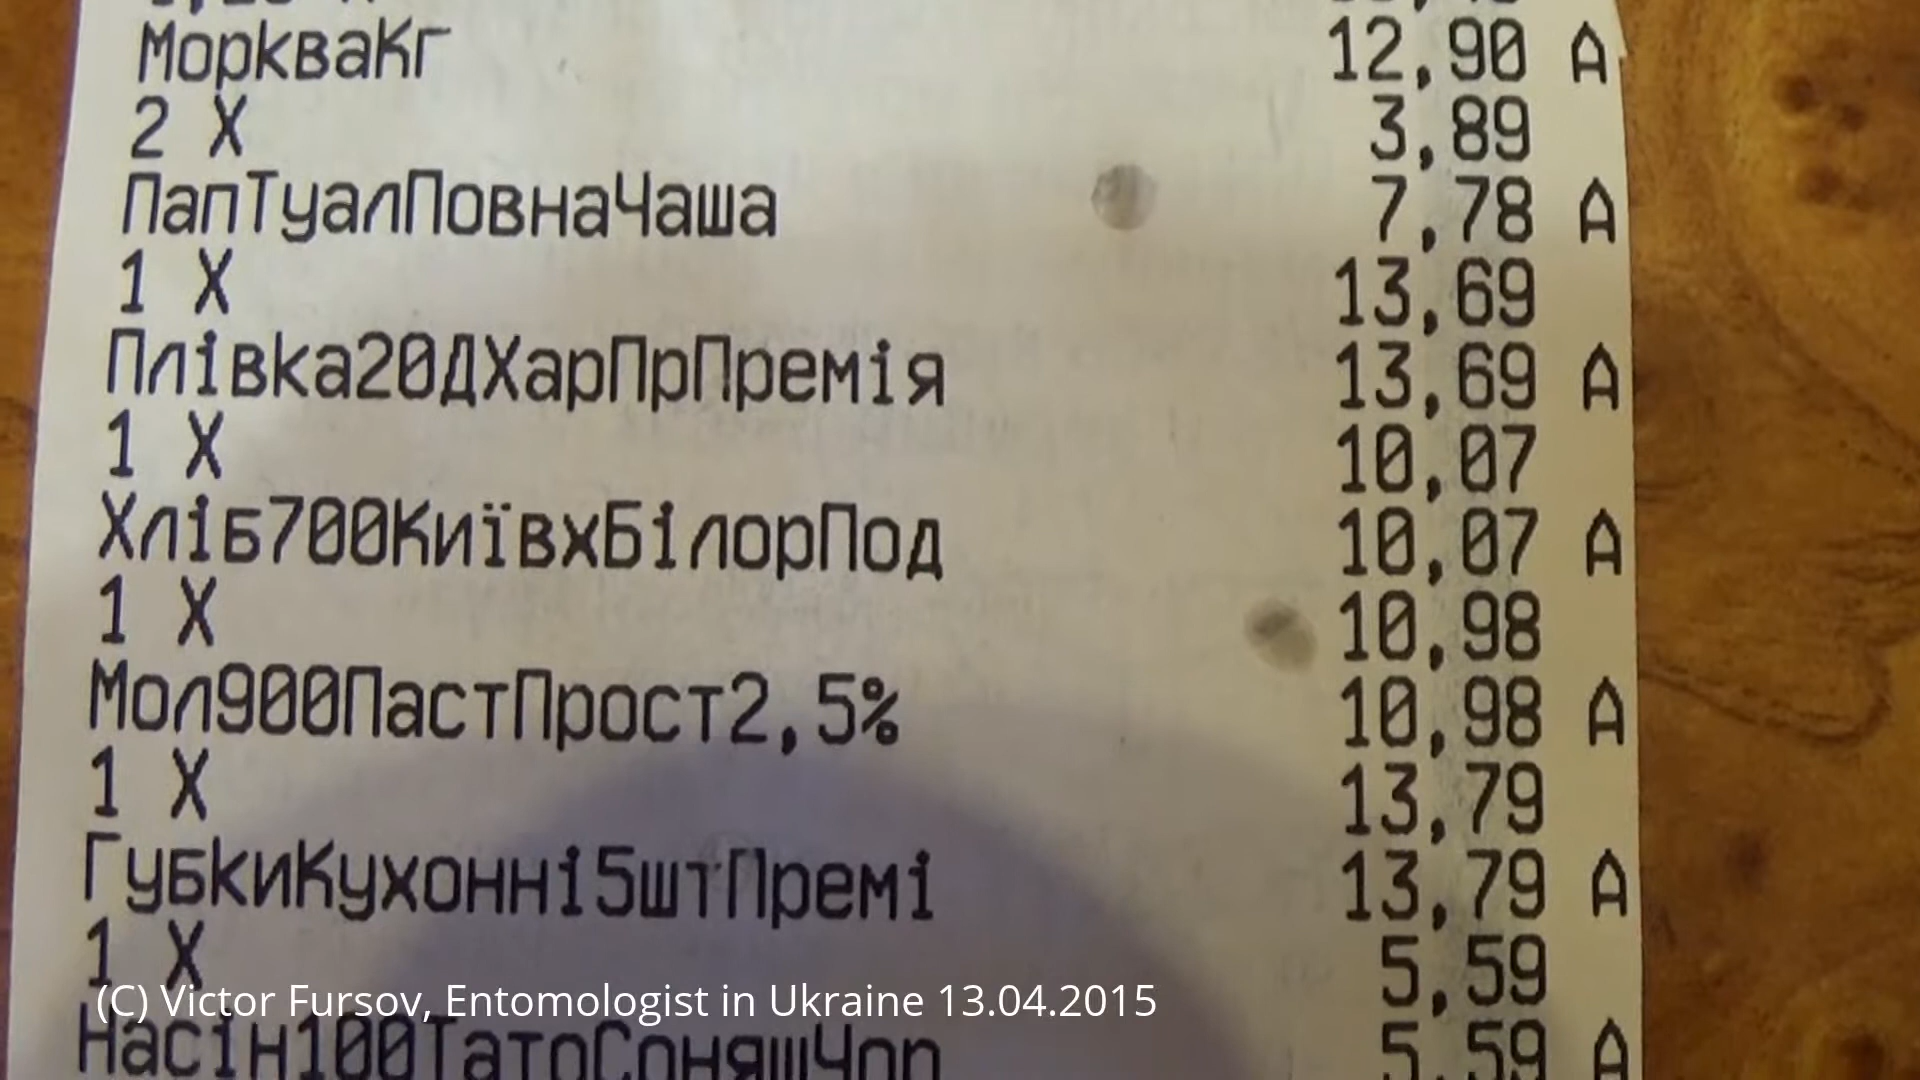 МоркваКг 12,90 А
2 X 3,89
ПапТуалПовнаЧаша 7,78 А
1 X 13,69
Плівка20ДХарПрПремія 13,69 А
1 X 10,07
Хліб700КиївхБілорПод 10,07 А
1 X 10,98
Мол900ПастПрост2,5% 10,98 А
1 X 13,79
ГубкиКухонні5штПремі 13,79 А
1 X 5,59
(C) Victor Fursov, Entomologist in Ukraine 13.04.2015
Насін100ТатоСоняшЧор 5,59 А